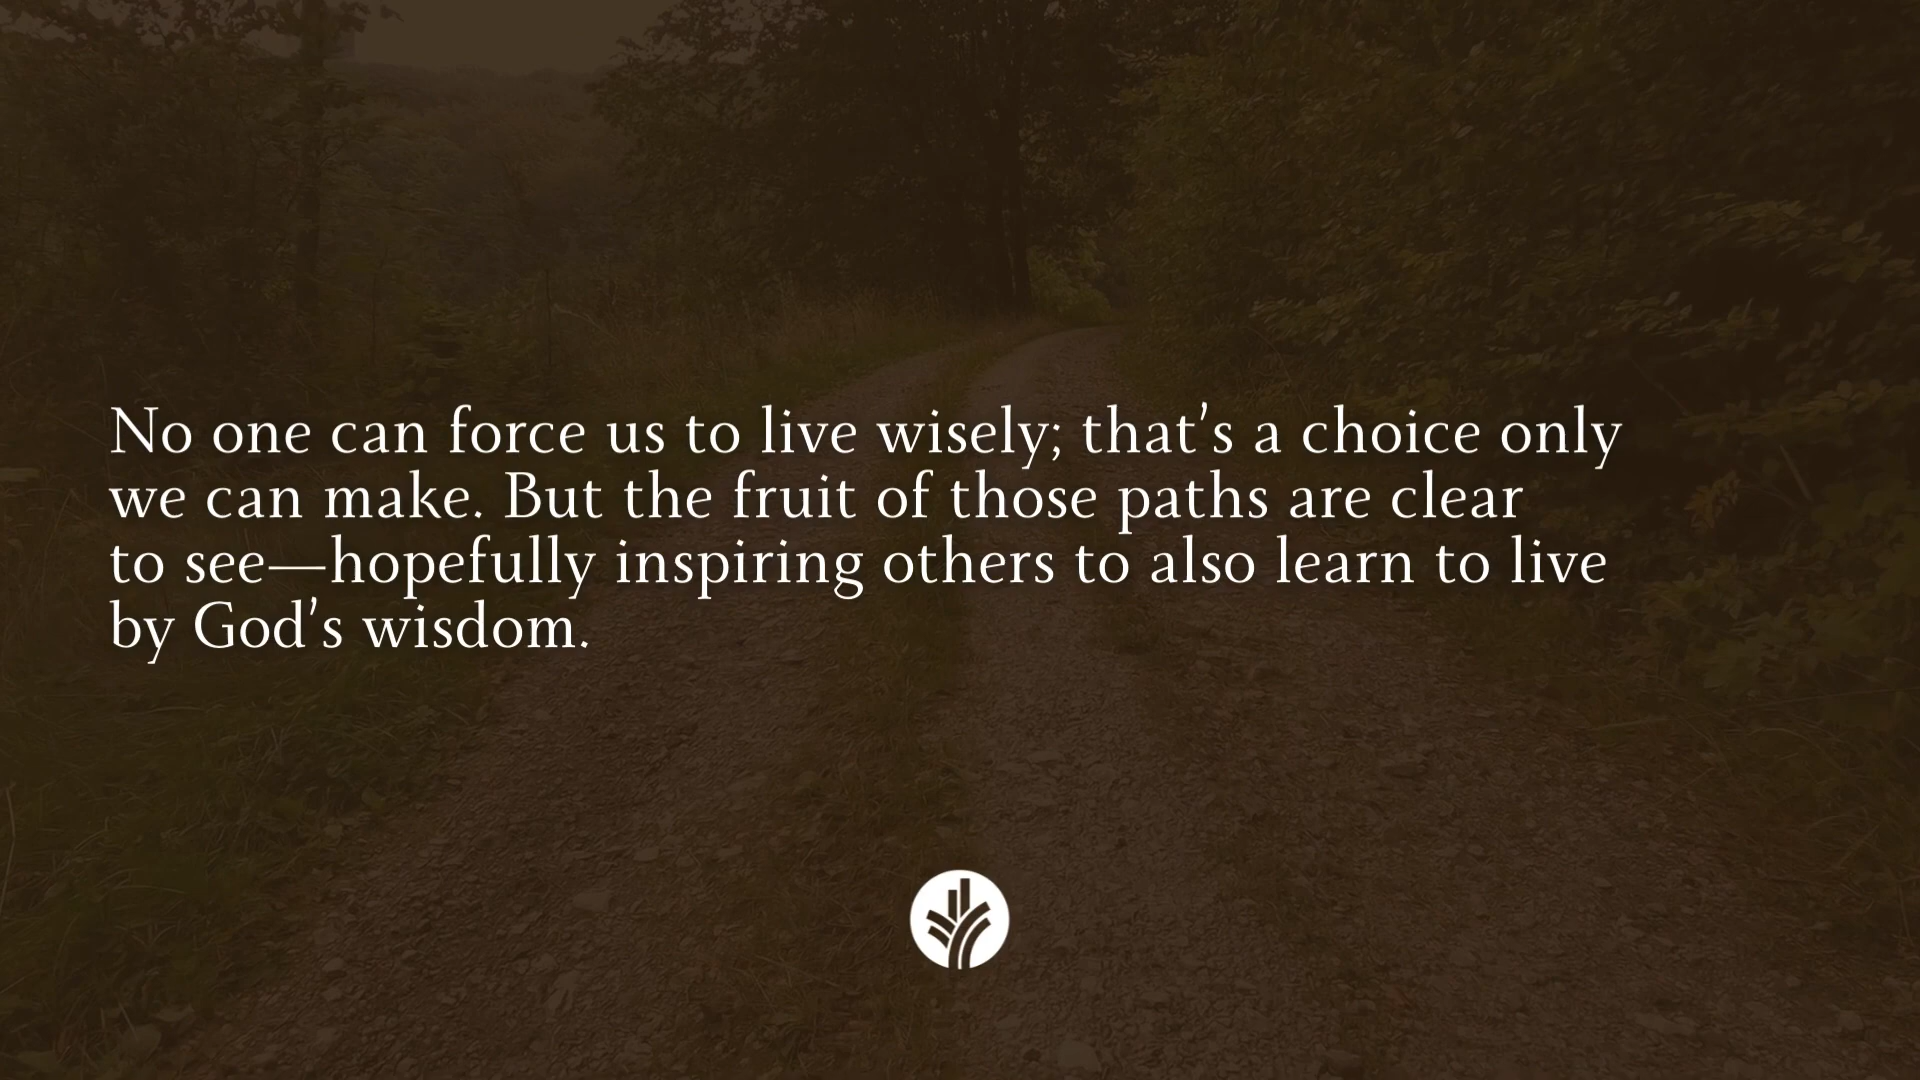 No one can force us to live wisely; that's a choice only
we can make. But the fruit of those paths are clear
to see—hopefully inspiring others to also learn to live
by God's wisdom.